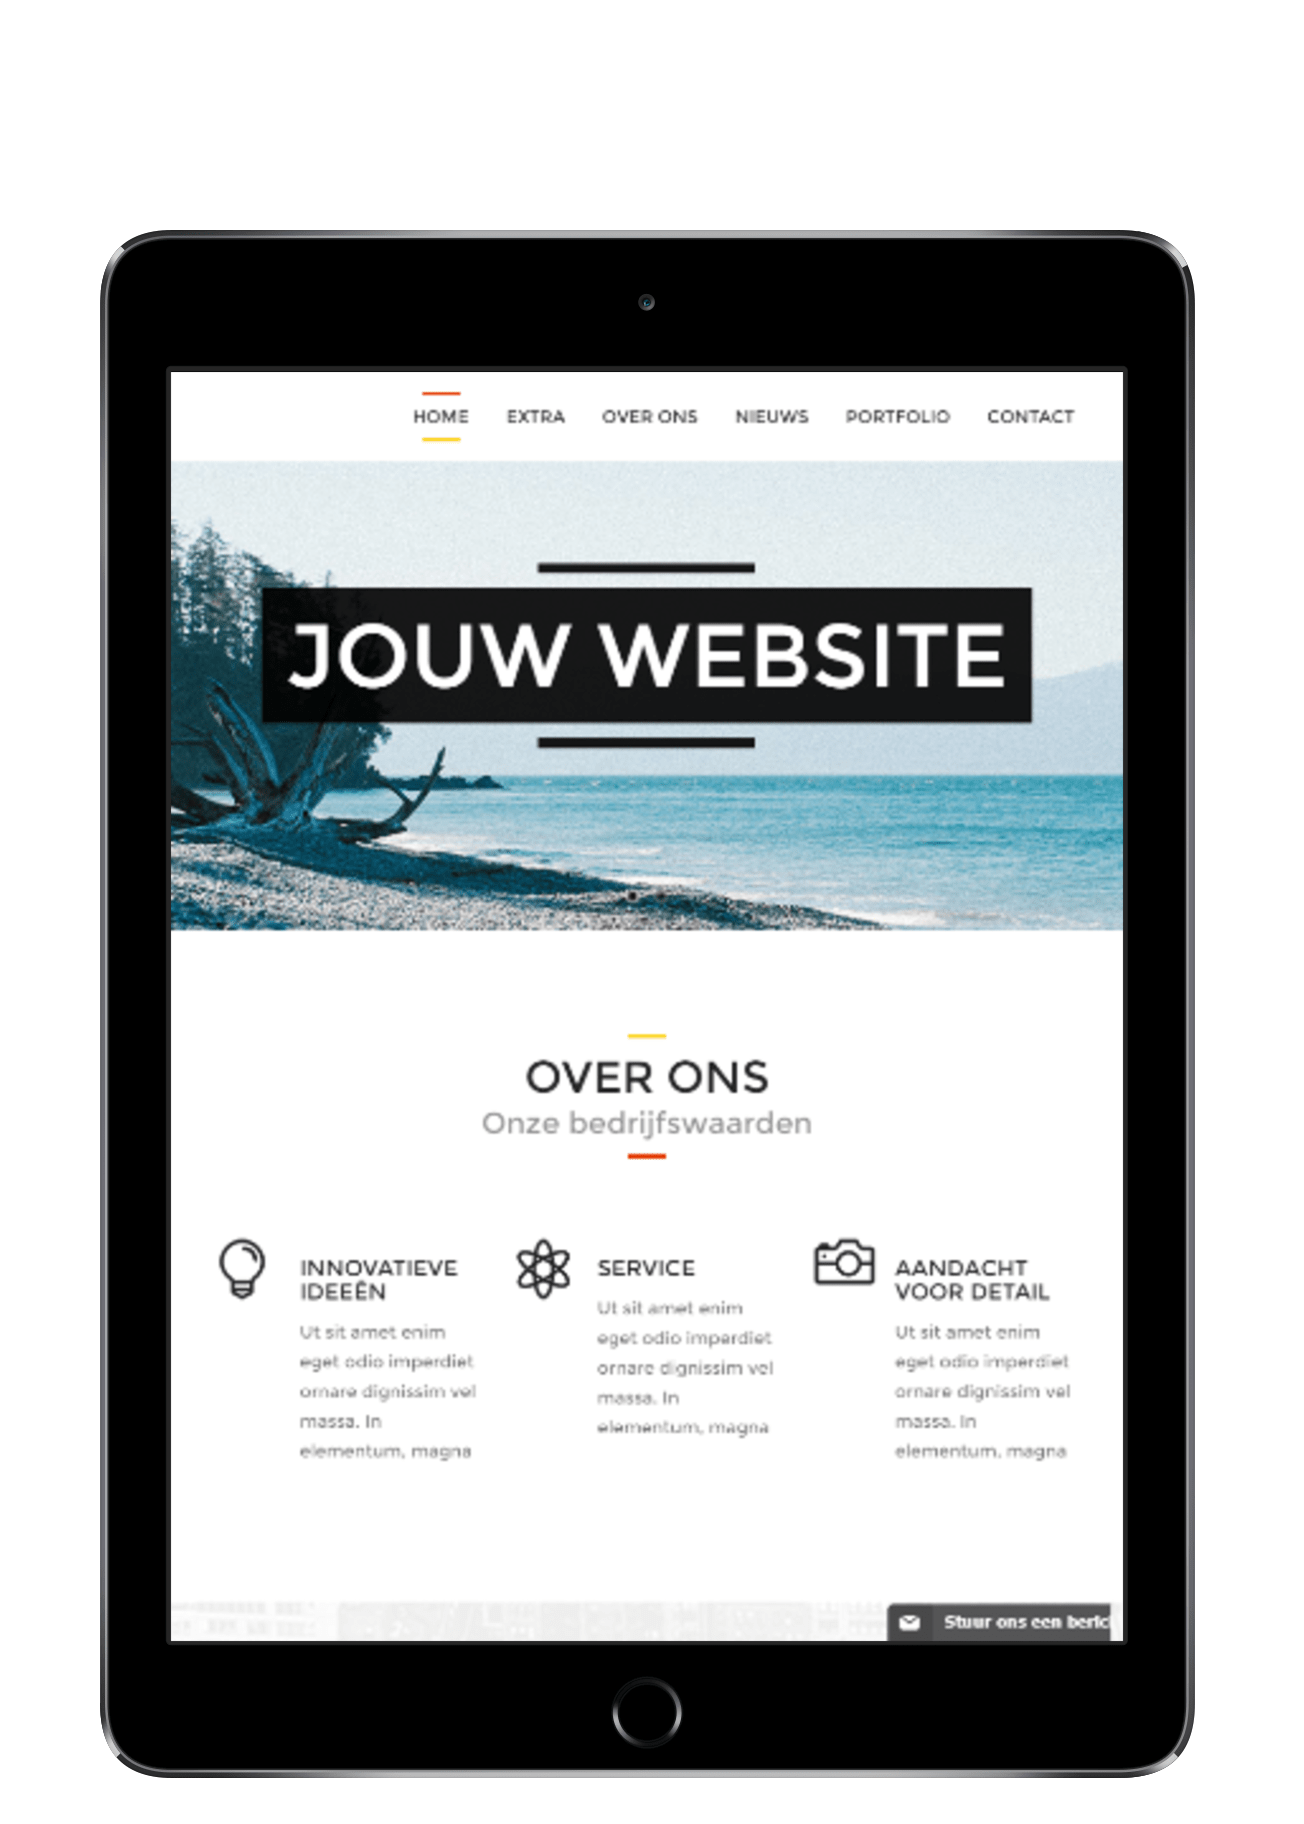 HOME EXTRA OVER ONS NIEUWS PORTFOLIO CONTACT
JOUW WEBSITE
OVER ONS
Onze bedrijfswaarden
INNOVATIEVE
IDEEÊN
Ut sit amet enim
eget odio imperdiet
ornare dignissim vel
massa. In
elementum, magna
SERVICE
Ut sit amet enim
eget odio imperdiet
ornare dignissim vel
massa. In
elementum, magna
AANDACHT
VOOR DETAIL
Ut sit amet enim
eget odio imperdiet
ornare dignissim vel
massa. In
elementum, magna
Stuur ons een beric